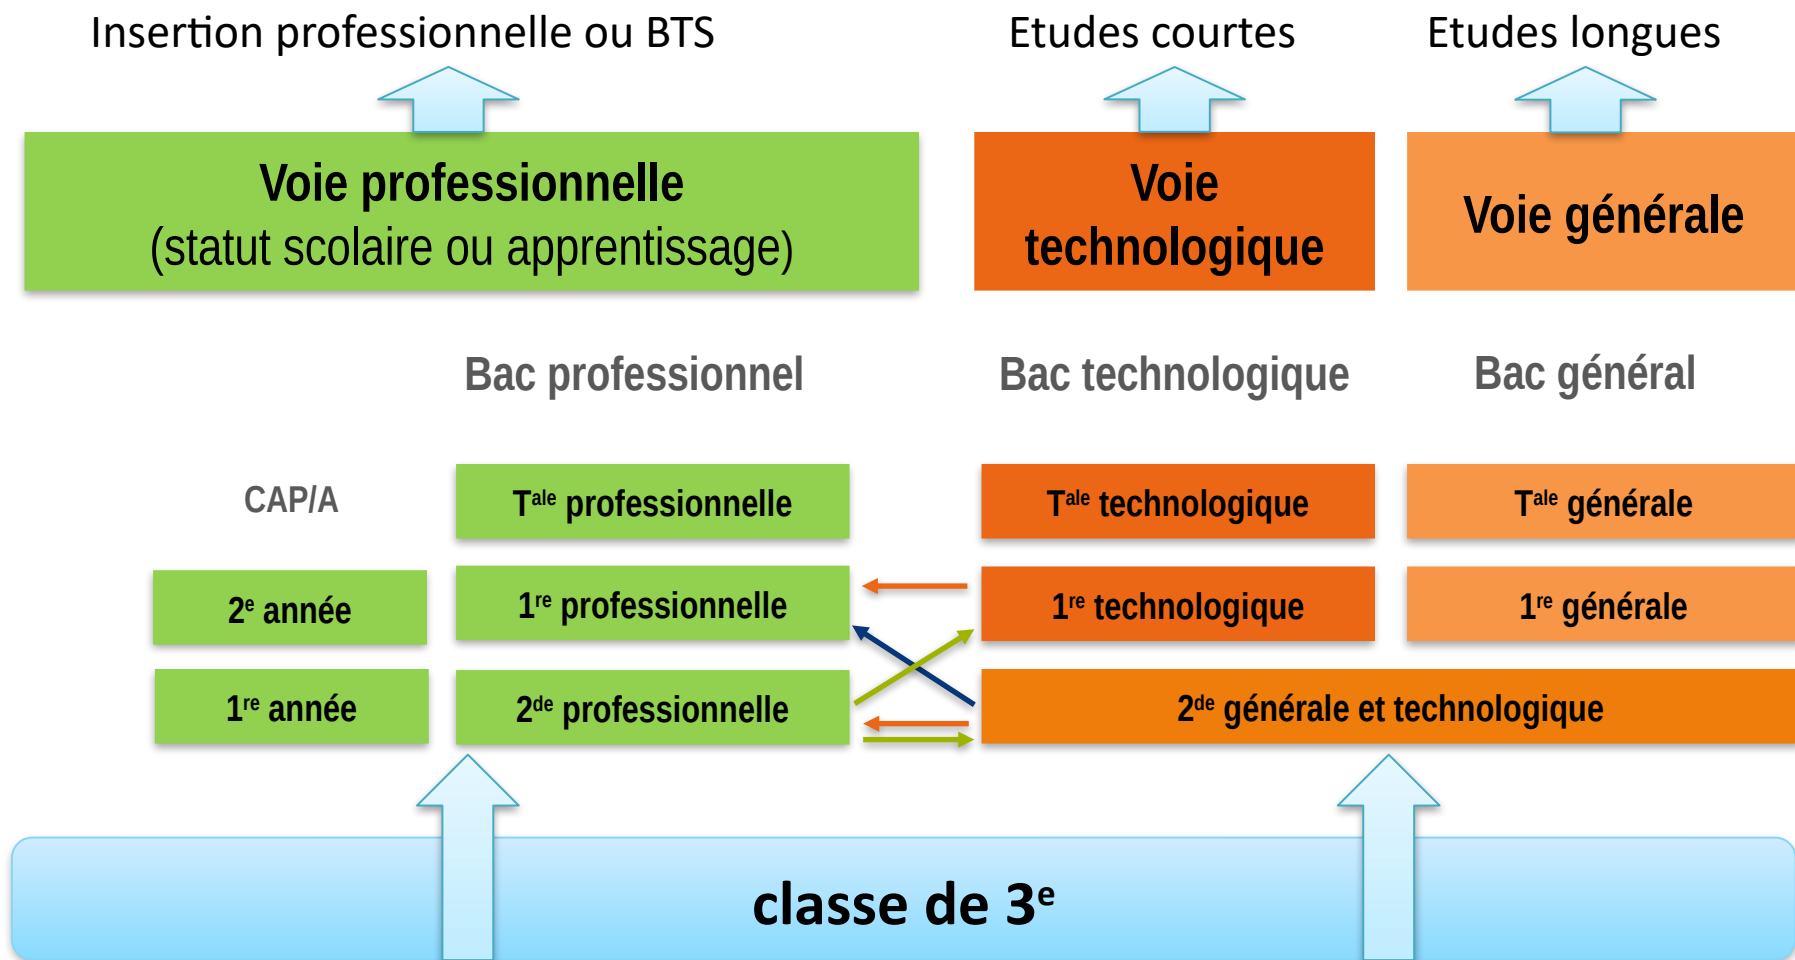 Insertion professionnelle ou BTS
Etudes courtes
Etudes longues
Voie professionnelle
(statut scolaire ou apprentissage)
Voie
technologique
Voie générale
Bac professionnel
Bac technologique
Bac général
CAP/A
Tale professionnelle
Tale technologique
Tale générale
2e année
1re professionnelle
1re technologique
1re générale
1re année
2de professionnelle
2de générale et technologique
classe de 3e